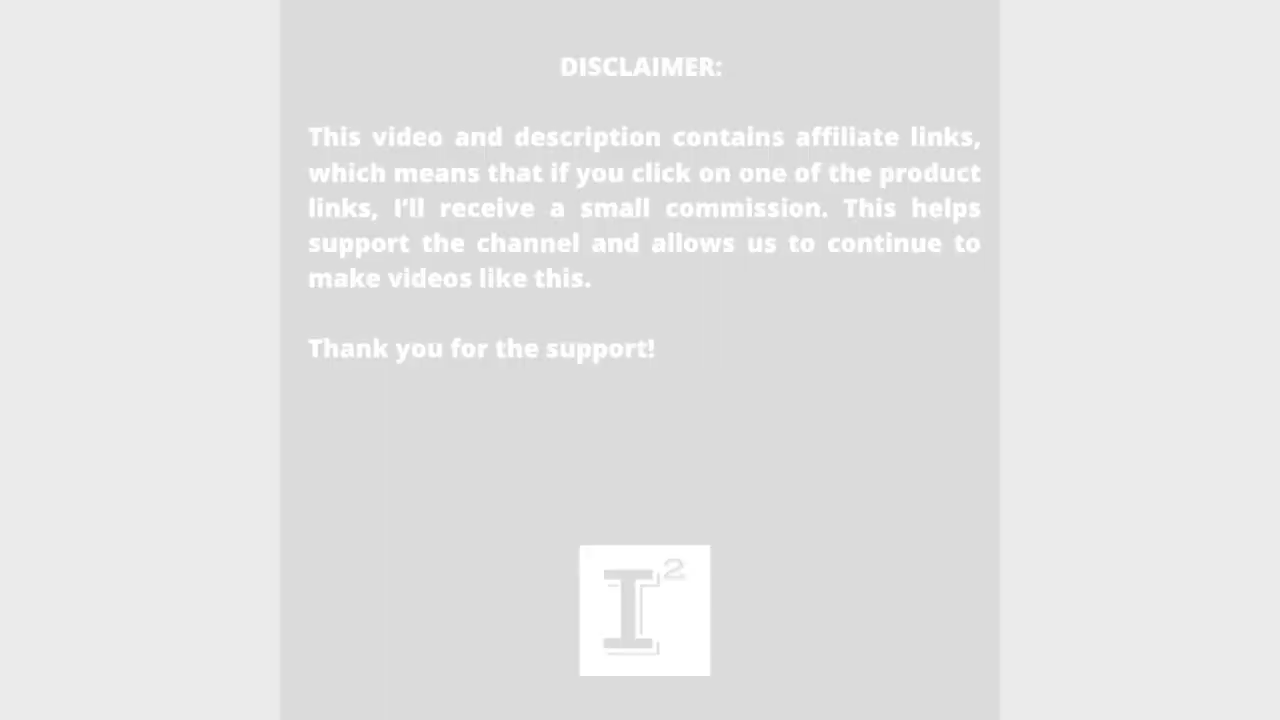 DISCLAIMER:
This video and description contains affiliate links,
which means that if you click on one of the product
links, I'll receive a small commission. This helps
support the channel and allows us to continue to
make videos like this.
Thank you for the support!
I²